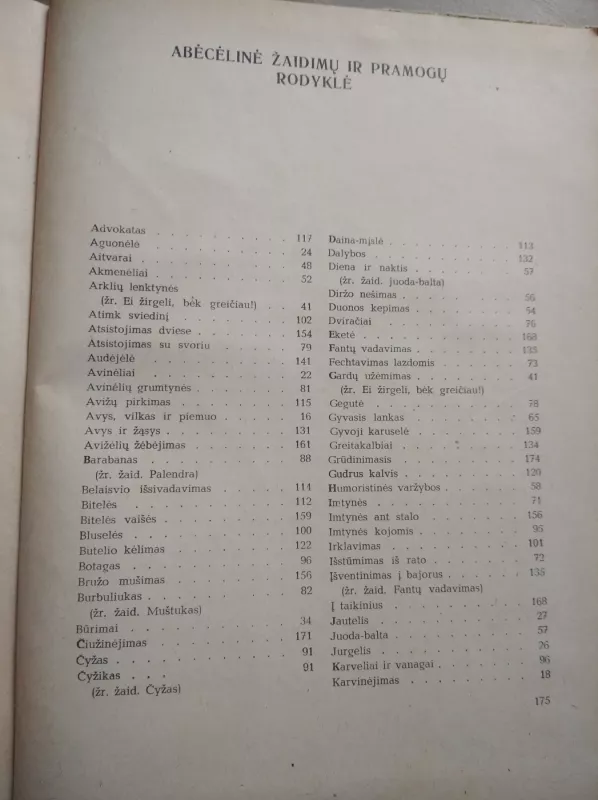 ABĖCĖLINĖ ŽAIDIMŲ IR PRAMOGŲ
RODYKLĖ
Advokatas . . . . . . . . . . 117
Aguonėlė . . . . . . . . . . 24
Aitvarai . . . . . . . . . . 48
Akmenėliai . . . . . . . . . . 52
Arklių lenktynės
(žr. Ei žirgeli, bėk greičiau!) . . . 41
Atimk sviedinį . . . . . . . . 102
Atsistojimas dviese . . . . . . . 154
Atsistojimas su svoriu . . . . . . 79
Audėjėlė . . . . . . . . . . 141
Avinėliai . . . . . . . . . . 22
Avinėlių grumtynės . . . . . . . 81
Avižų pirkimas . . . . . . . . 115
Avys, vilkas ir piemuo . . . . . . 16
Avys ir žąsys . . . . . . . . . 131
Avižėlių žėbėjimas . . . . . . . 161
Barabanas . . . . . . . . . . 88
(žr. žaid. Palendra)
Belaisvio išsivadavimas . . . . . 114
Bitelės . . . . . . . . . . . 112
Bitelės vaišės . . . . . . . . . 159
Bluselės . . . . . . . . . . . 100
Butelio kėlimas . . . . . . . . 122
Botagas . . . . . . . . . . . 96
Bružo mušimas . . . . . . . . 156
Burbuliukas . . . . . . . . . . 82
(žr. žaid. Muštukas)
Būrimai . . . . . . . . . . . 34
Čiužinėjimas . . . . . . . . . 171
Čyžas . . . . . . . . . . . 91
Čyžikas . . . 91
(žr. žaid. Čyžas)
Daina-mįslė . . . . . . . . . 113
Dalybos . . . . . . . . . . . 132
Diena ir naktis . . . . . . . . 57
(žr. žaid. juoda-balta)
Diržo nešimas . . . . . . . . . 56
Duonos kepimas . . . . . . . . 54
Dviračiai . . . . . . . . . . 76
Eketė . . . . . . . . . . . 168
Fantų vadavimas . . . . . . . . 135
Fechtavimas lazdomis . . . . . . 73
Gardų užėmimas . . . . . . . . 41
(žr. Ei žirgeli, bėk greičiau!)
Gegutė . . . . . . . . . . . 78
Gyvasis lankas . . . . . . . . 65
Gyvoji karuselė . . . . . . . . 159
Greitakalbiai . . . . . . . . . 134
Grūdinimasis . . . . . . . . . 174
Gudrus kalvis . . . . . . . . . 120
Humoristinės varžybos . . . . . . 58
Imtynės . . . . . . . . . . . 71
Imtynės ant stalo . . . . . . . 156
Imtynės kojomis . . . . . . . . 95
Irklavimas . . . . . . . . . . 101
Išstūmimas iš rato . . . . . . . 72
Įšventinimas į bajorus . . . . . . 135
(žr. žaid. Fantų vadavimas)
Į taikinius . . . . . . . . . . 168
Jautelis . . . . . . . . . . . 27
Juoda-balta . . . . . . . . . 57
Jurgelis . . . . . . . . . . . 26
Karveliai ir vanagai . . . . . . . 96
Karvinėjimas . . . . . . . . . 18
175